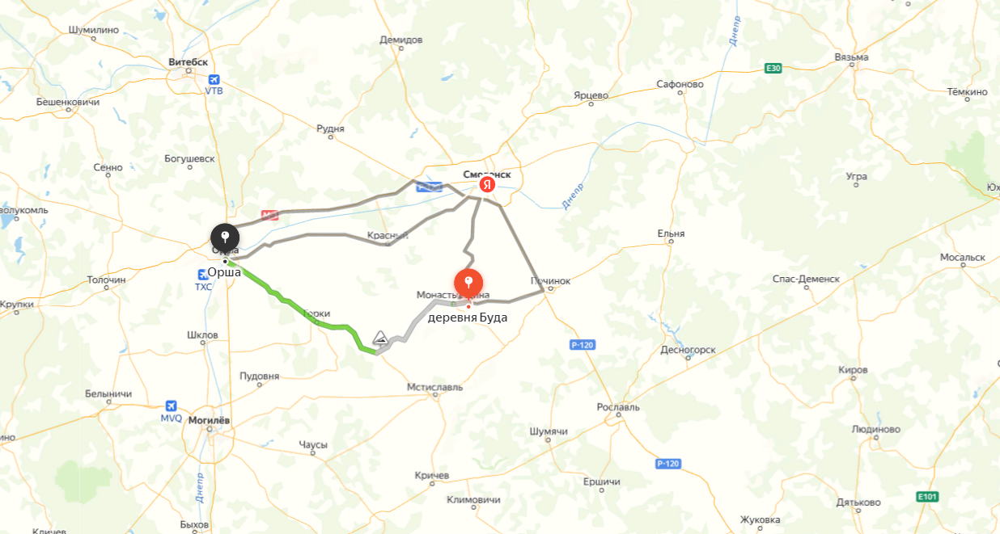 Шумилино
Демидов
Днепр
Витебск
Вязьма
E30
VTB
Сафоново
Ярцево
Тёмкино
Бешенковичи
Рудня
Богушевск
Сенно
Смоленск
Я
Угра
Днепр
Красный
Ельня
Орша
Мосальск
TXC
Толочин
Починок
Спас-Деменск
Крупки
Горки
деревня Буда
Шклов
Р-120
Десногорск
Киров
Пудовня
Мстиславль
Белыничи
MVQ
Могилёв
Рославль
Людиново
Шумячи
Чаусы
Р-120
Кричев
Днепр
Ершичи
Климовичи
E101
Дятьково
Быхов
Жуковка